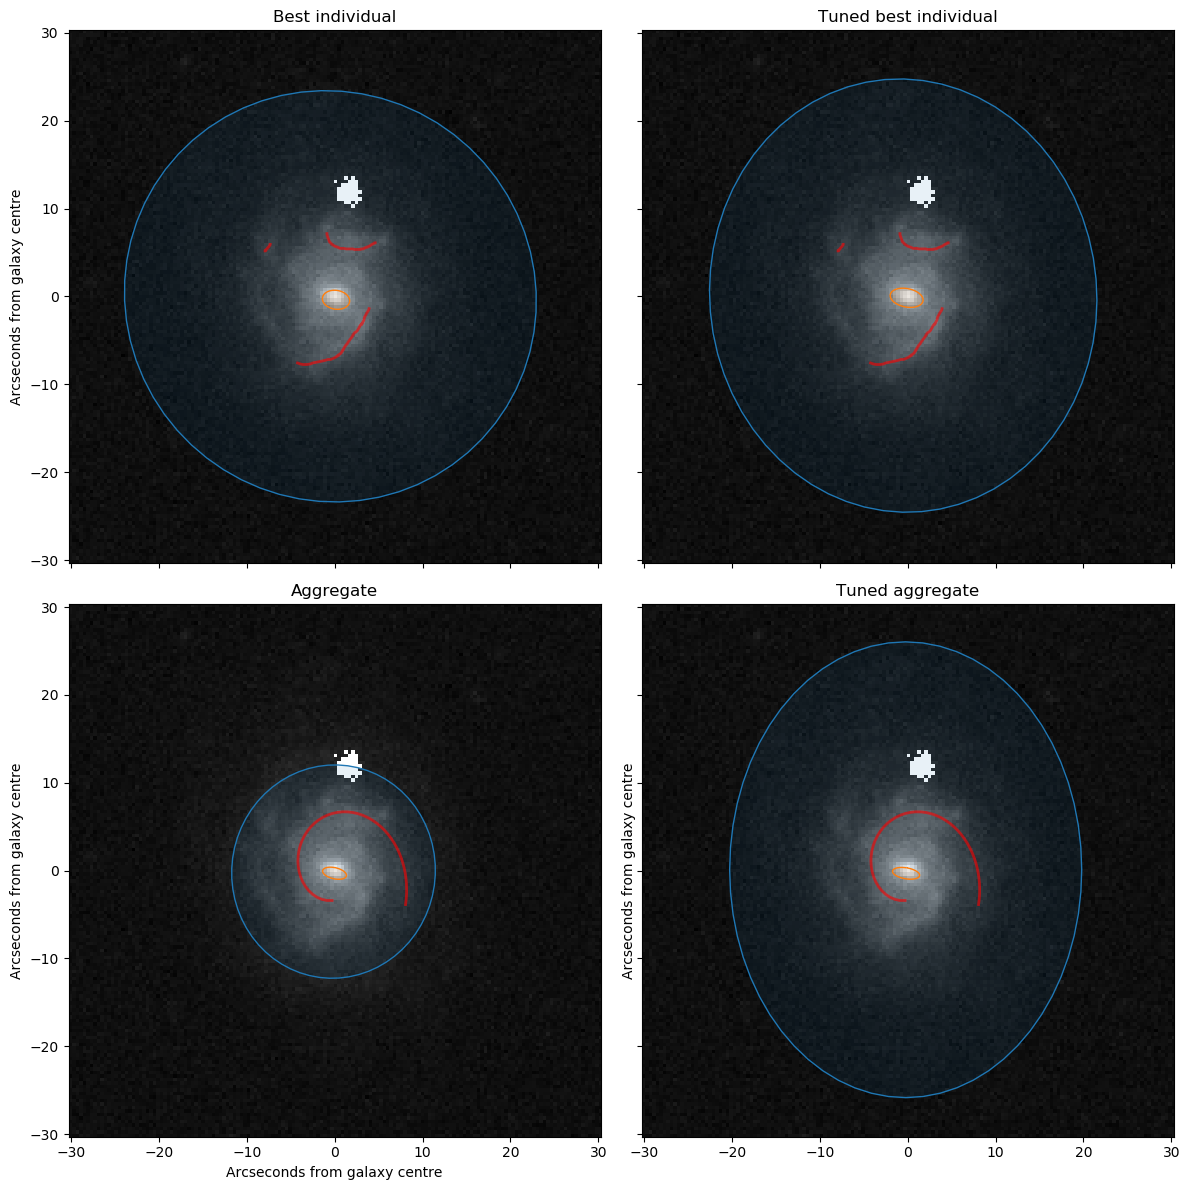 Best individual
Tuned best individual
30
20
10
0
−10
−20
−30
Arcseconds from galaxy centre
Aggregate
Tuned aggregate
30
20
10
0
−10
−20
−30
Arcseconds from galaxy centre
Arcseconds from galaxy centre
−30 −20 −10 0 10 20 30
−30 −20 −10 0 10 20 30
Arcseconds from galaxy centre